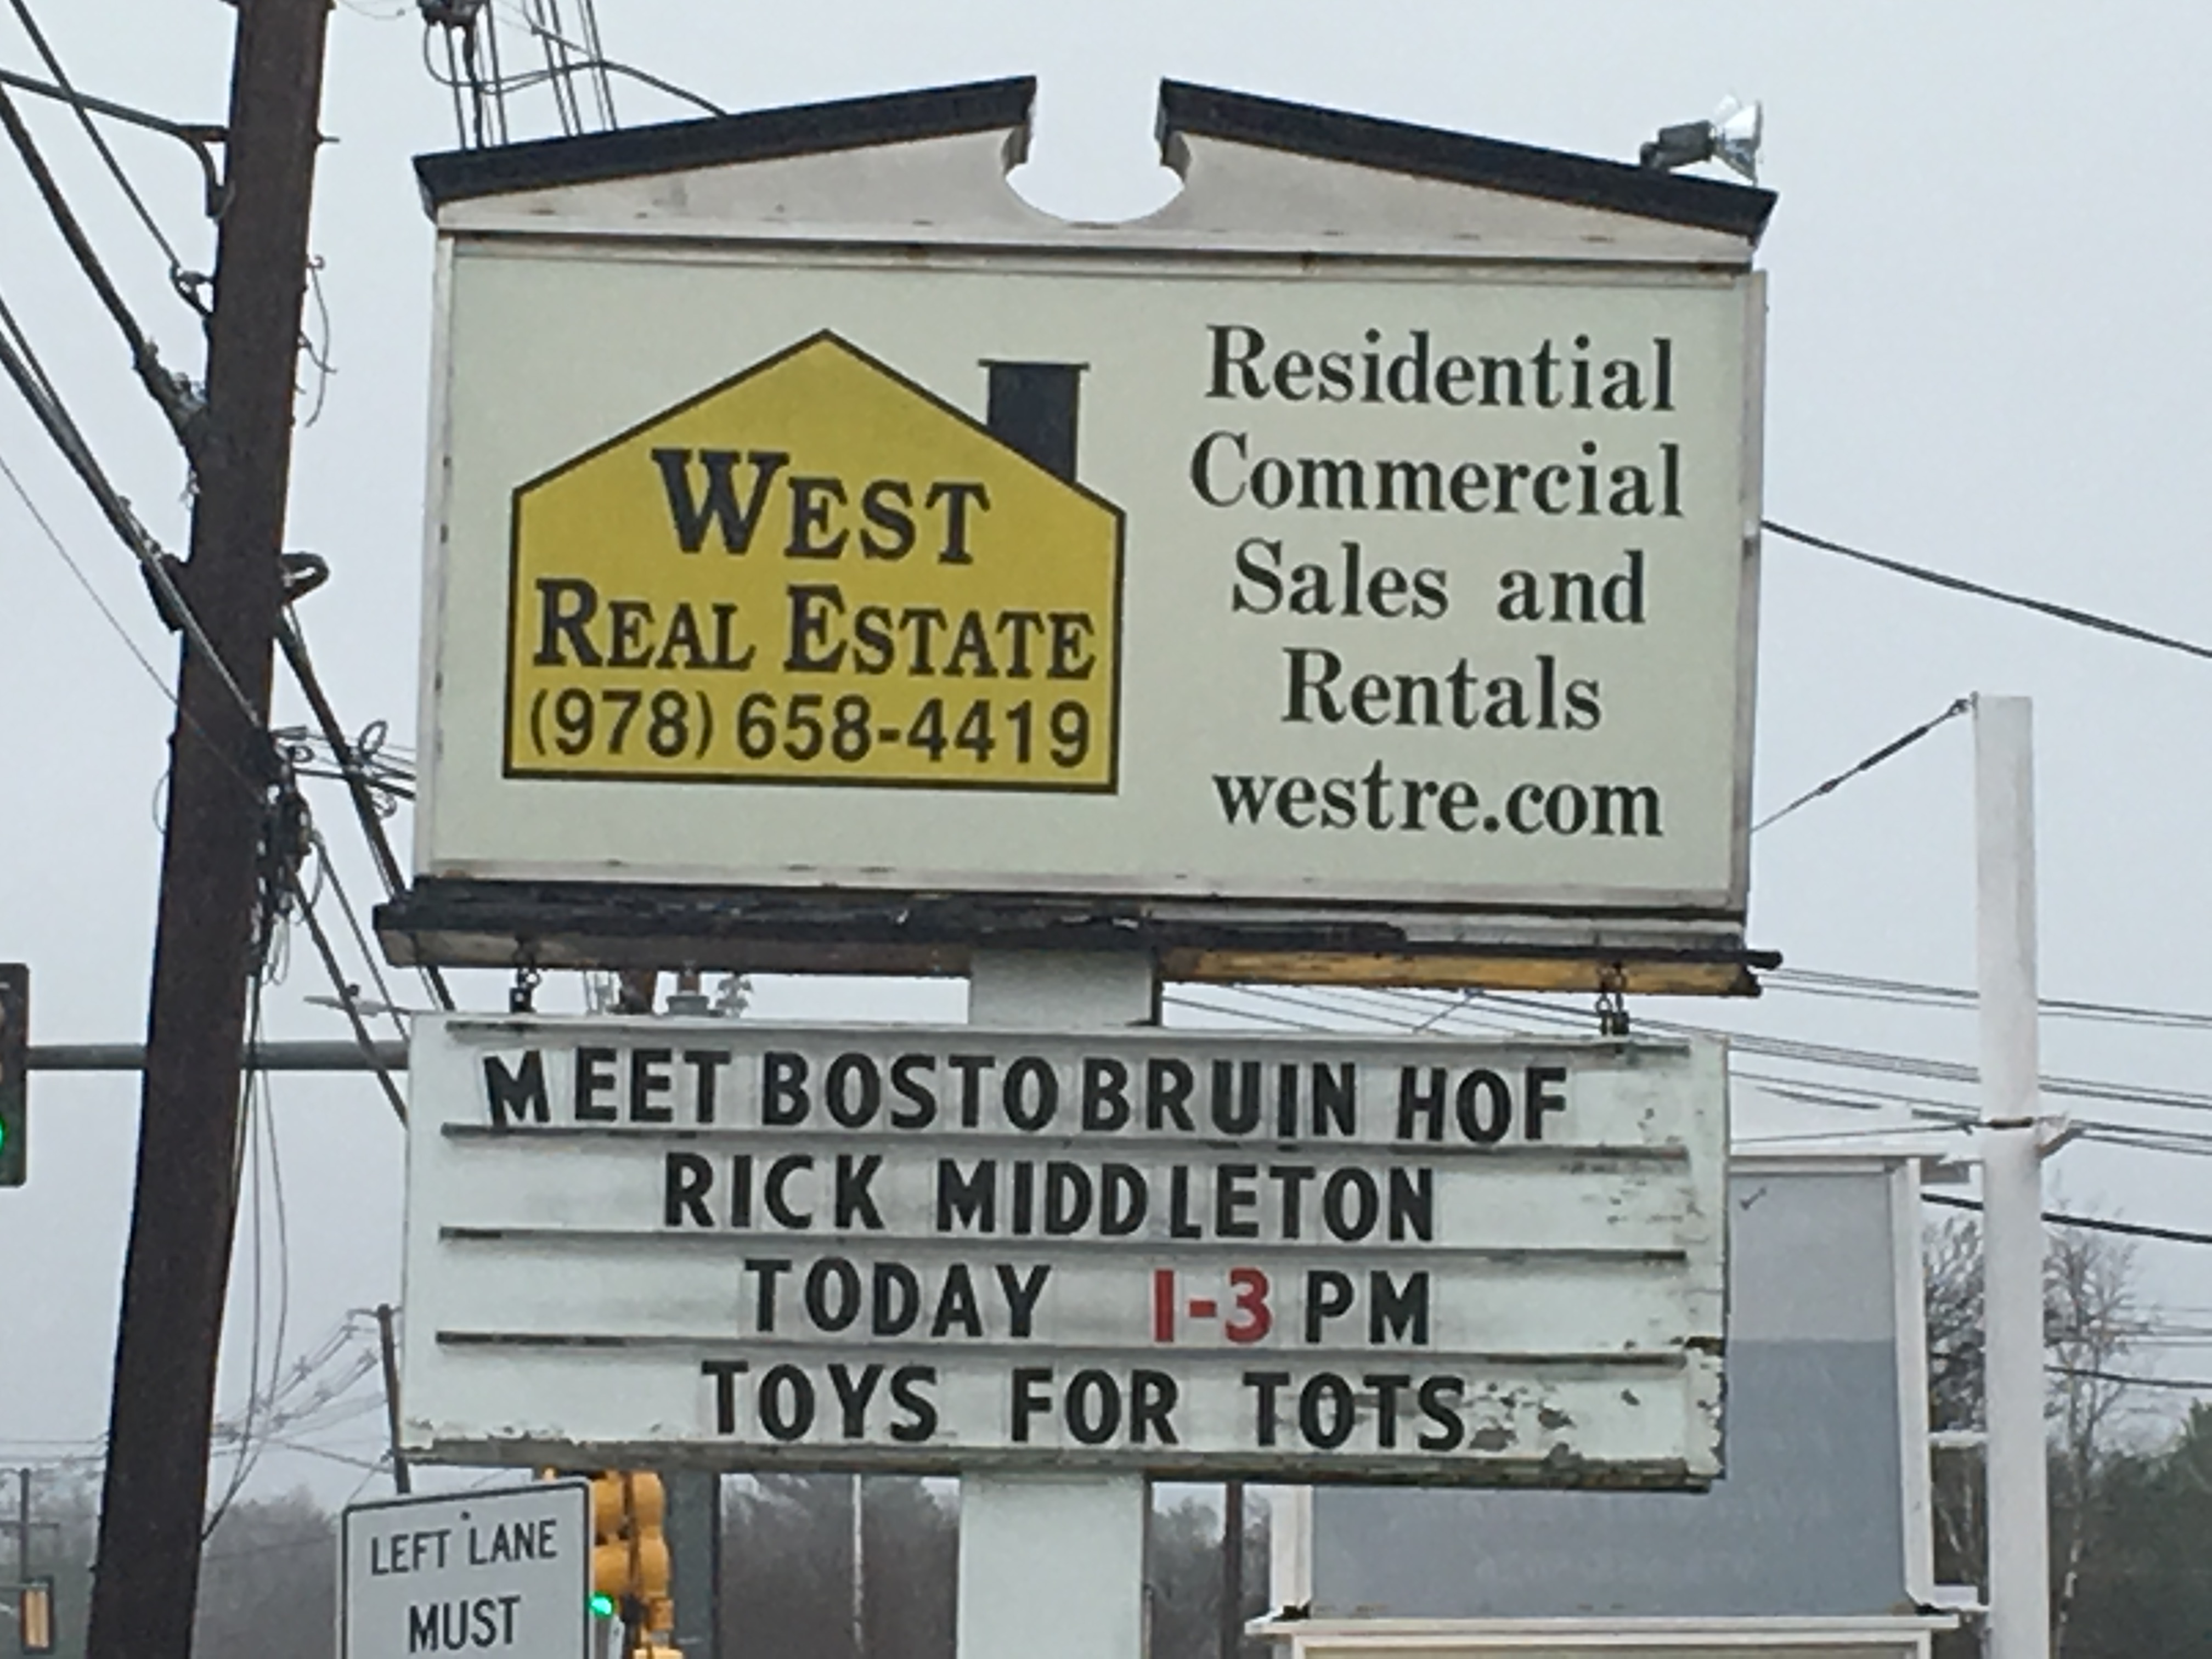 WEST
REAL ESTATE
(978) 658-4419
Residential
Commercial
Sales and
Rentals
westre.com
MEET BOSTO BRUIN HOF
RICK MIDDLETON
TODAY 1-3 PM
TOYS FOR TOTS
LEFT LANE
MUST